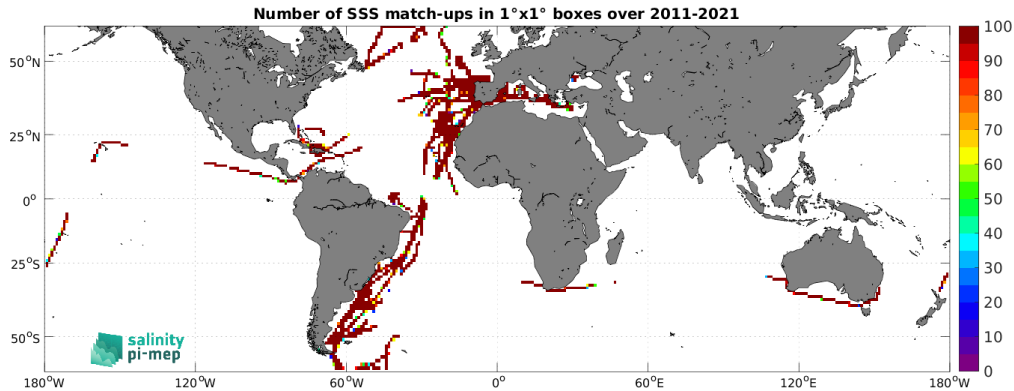 Number of SSS match-ups in 1°x1° boxes over 2011-2021
50°N
25°N
0°
25°S
50°S
180°W
120°W
60°W
0°
60°E
120°E
180°W
100
90
80
70
60
50
40
30
20
10
0
salinity
pi-mep